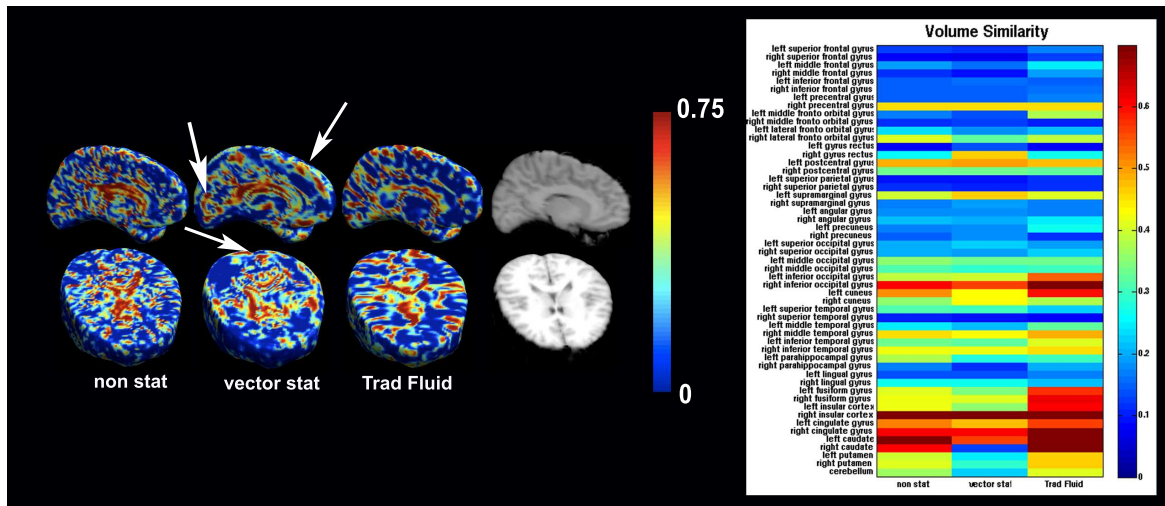 non stat
vector stat
Trad Fluid
0.75
0
Volume Similarity
left superior frontal gyrus
right superior frontal gyrus
left middle frontal gyrus
right middle frontal gyrus
left inferior frontal gyrus
right inferior frontal gyrus
left precentral gyrus
right precentral gyrus
left middle fronto orbital gyrus
right middle fronto orbital gyrus
left lateral fronto orbital gyrus
right lateral fronto orbital gyrus
left gyrus rectus
right gyrus rectus
left postcentral gyrus
right postcentral gyrus
left superior parietal gyrus
right superior parietal gyrus
left supramarginal gyrus
right supramarginal gyrus
left angular gyrus
right angular gyrus
left precuneus
right precuneus
left superior occipital gyrus
right superior occipital gyrus
left middle occipital gyrus
right middle occipital gyrus
left inferior occipital gyrus
right inferior occipital gyrus
left cuneus
right cuneus
left superior temporal gyrus
right superior temporal gyrus
left middle temporal gyrus
right middle temporal gyrus
left inferior temporal gyrus
right inferior temporal gyrus
left parahippocampal gyrus
right parahippocampal gyrus
left lingual gyrus
right lingual gyrus
left fusiform gyrus
right fusiform gyrus
left insular cortex
right insular cortex
left cingulate gyrus
right cingulate gyrus
left caudate
right caudate
left putamen
right putamen
cerebellum
non stat
vector stat
Trad Fluid
0.6
0.5
0.4
0.3
0.2
0.1
0